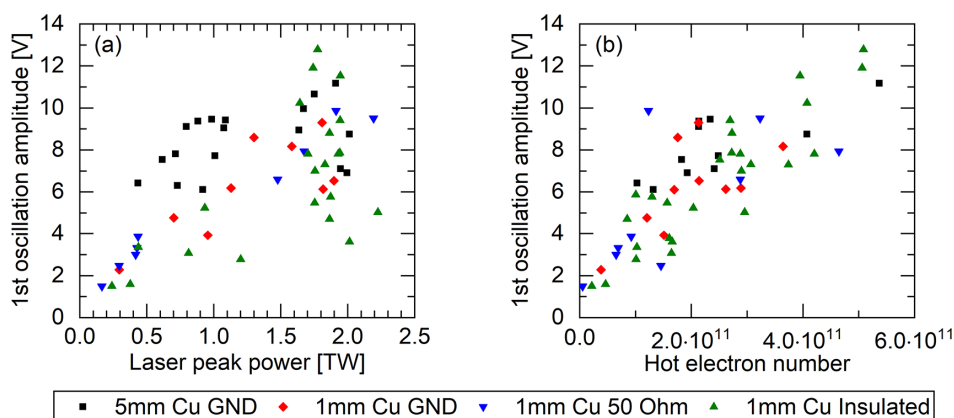 14
12
10
8
6
4
2
0
1st oscillation amplitude [V]
(a)
0.0 0.5 1.0 1.5 2.0 2.5
Laser peak power [TW]
14
12
10
8
6
4
2
0
1st oscillation amplitude [V]
(b)
0.0 2.0·10¹¹ 4.0·10¹¹ 6.0·10¹¹
Hot electron number
5mm Cu GND 1mm Cu GND 1mm Cu 50 Ohm 1mm Cu Insulated